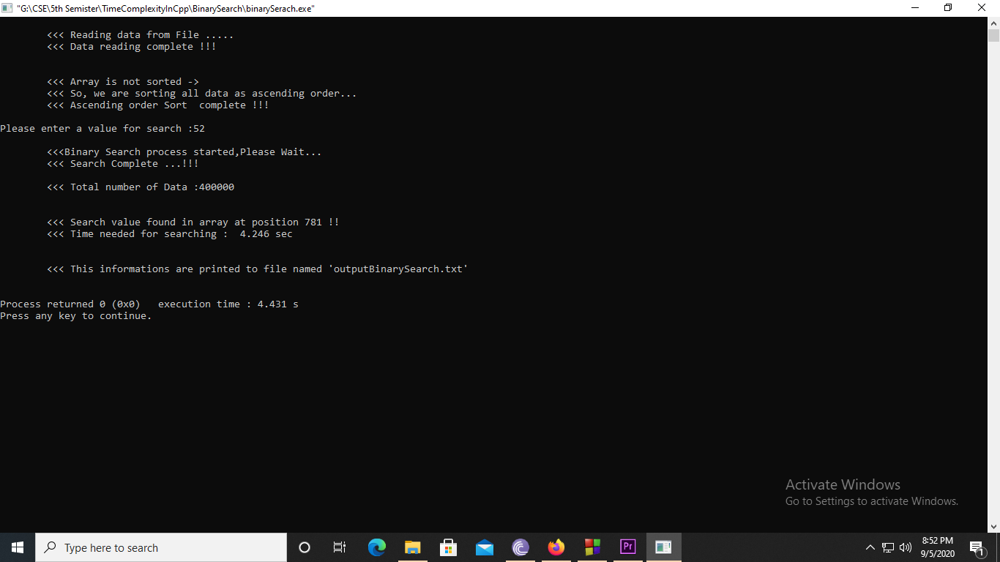 "G:\CSE\5th Semister\TimeComplexityInCpp\BinarySearch\binarySerach.exe"
<<< Reading data from File .....
<<< Data reading complete !!!
<<< Array is not sorted ->
<<< So, we are sorting all data as ascending order...
<<< Ascending order Sort  complete !!!
Please enter a value for search :52
<<<Binary Search process started,Please Wait...
<<< Search Complete ...!!!
<<< Total number of Data :400000
<<< Search value found in array at position 781 !!
<<< Time needed for searching :  4.246 sec
<<< This informations are printed to file named 'outputBinarySearch.txt'
Process returned 0 (0x0)   execution time : 4.431 s
Press any key to continue.
Activate Windows
Go to Settings to activate Windows.
Type here to search
Pr
8:52 PM
9/5/2020
1